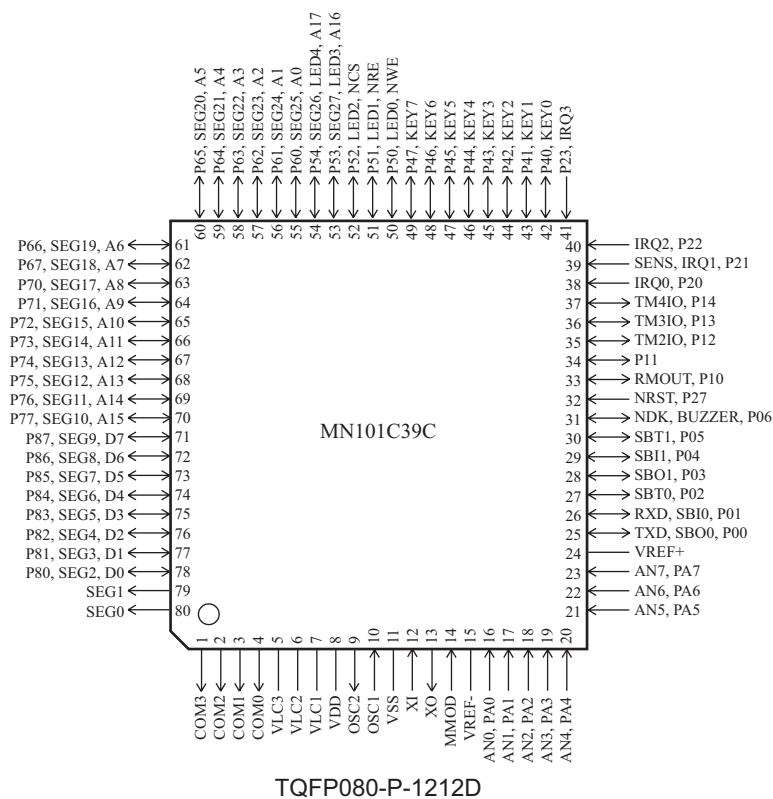 P65, SEG20, A5
P64, SEG21, A4
P63, SEG22, A3
P62, SEG23, A2
P61, SEG24, A1
P60, SEG25, A0
P54, SEG26, LED4, A17
P53, SEG27, LED3, A16
P52, LED2, NCS
P51, LED1, NRE
P50, LED0, NWE
P47, KEY7
P46, KEY6
P45, KEY5
P44, KEY4
P43, KEY3
P42, KEY2
P41, KEY1
P40, KEY0
P23, IRQ3
60
59
58
57
56
55
54
53
52
51
50
49
48
47
46
45
44
43
42
41
P66, SEG19, A6 61
P67, SEG18, A7 62
P70, SEG17, A8 63
P71, SEG16, A9 64
P72, SEG15, A10 65
P73, SEG14, A11 66
P74, SEG13, A12 67
P75, SEG12, A13 68
P76, SEG11, A14 69
P77, SEG10, A15 70
P87, SEG9, D7 71
P86, SEG8, D6 72
P85, SEG7, D5 73
P84, SEG6, D4 74
P83, SEG5, D3 75
P82, SEG4, D2 76
P81, SEG3, D1 77
P80, SEG2, D0 78
SEG1 79
SEG0 80
MN101C39C
40 IRQ2, P22
39 SENS, IRQ1, P21
38 IRQ0, P20
37 TM4IO, P14
36 TM3IO, P13
35 TM2IO, P12
34 P11
33 RMOUT, P10
32 NRST, P27
31 NDK, BUZZER, P06
30 SBT1, P05
29 SBI1, P04
28 SBO1, P03
27 SBT0, P02
26 RXD, SBI0, P01
25 TXD, SBO0, P00
24 VREF+
23 AN7, PA7
22 AN6, PA6
21 AN5, PA5
1
2
3
4
5
6
7
8
9
10
11
12
13
14
15
16
17
18
19
20
COM3
COM2
COM1
COM0
VLC3
VLC2
VLC1
VDD
OSC2
OSC1
VSS
XI
XO
MMOD
VREF-
AN0, PA0
AN1, PA1
AN2, PA2
AN3, PA3
AN4, PA4
TQFP080-P-1212D